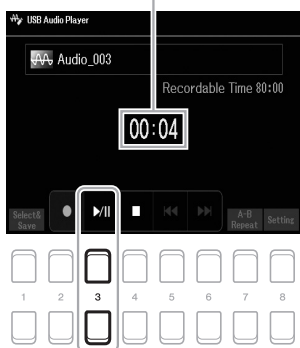 USB Audio Player
Audio_003
Recordable Time 80:00
00:04
Select& Save
A-B Repeat
Setting
1 2 3 4 5 6 7 8